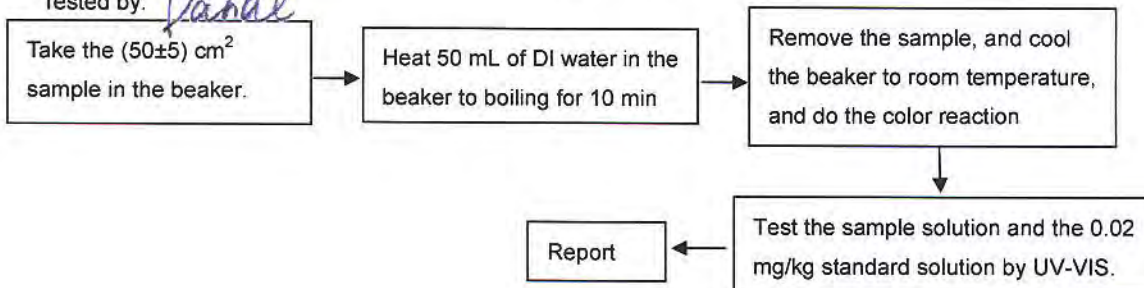 Tested by:
Take the (50±5) cm²
sample in the beaker.
Heat 50 mL of DI water in the
beaker to boiling for 10 min
Remove the sample, and cool
the beaker to room temperature,
and do the color reaction
Test the sample solution and the 0.02
mg/kg standard solution by UV-VIS.
Report